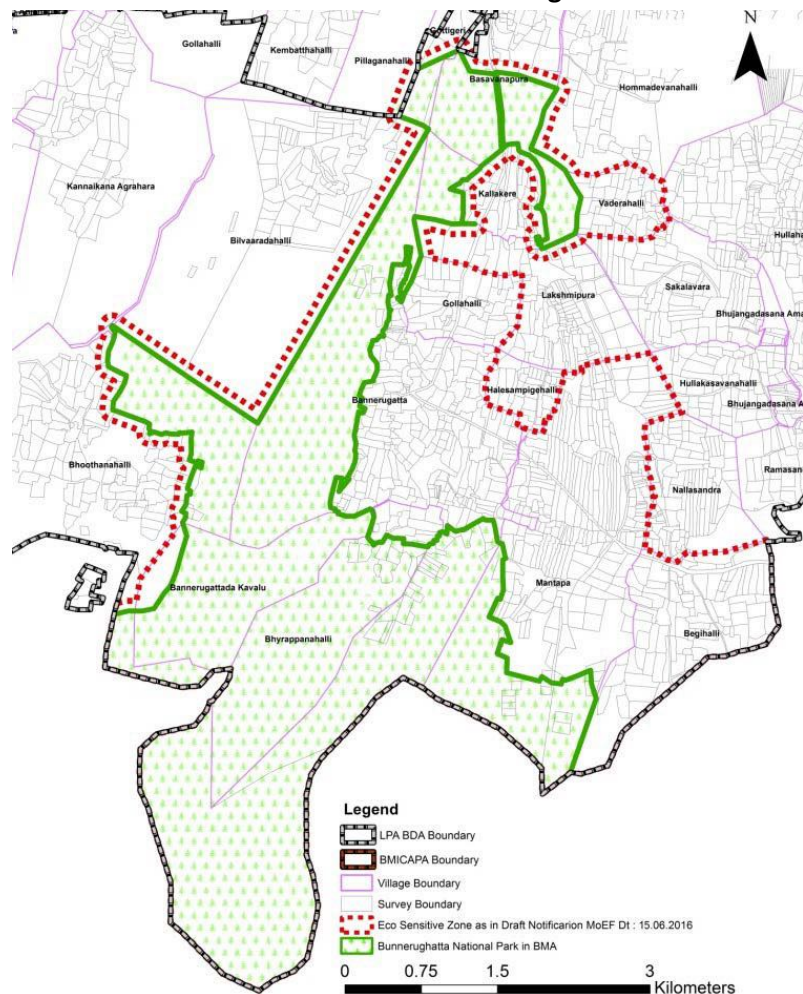 N
Gottigeri
Gollahalli
Kembatthahalli
Pillaganahalli
Basavanapura
Hommadevanahalli
Kannaikana Agrahara
Kallakere
Vaderahalli
Bilvaaradahalli
Hullaha
Sakalavara
Lakshmipura
Gollahalli
Bhujangadasana Ama
Halesampigehalli
Hullakasavanahalli
Bannerugatta
Bhujangadasana A
Bhoothanahalli
Ramasan
Nallasandra
Mantapa
Bannerugattada Kavalu
Begihalli
Bhyrappanahalli
Legend
LPA BDA Boundary
BMICAPA Boundary
Village Boundary
Survey Boundary
Eco Sensitive Zone as in Draft Notificarion MoEF Dt : 15.06.2016
Bunnerughatta National Park in BMA
0 0.75 1.5 3
Kilometers